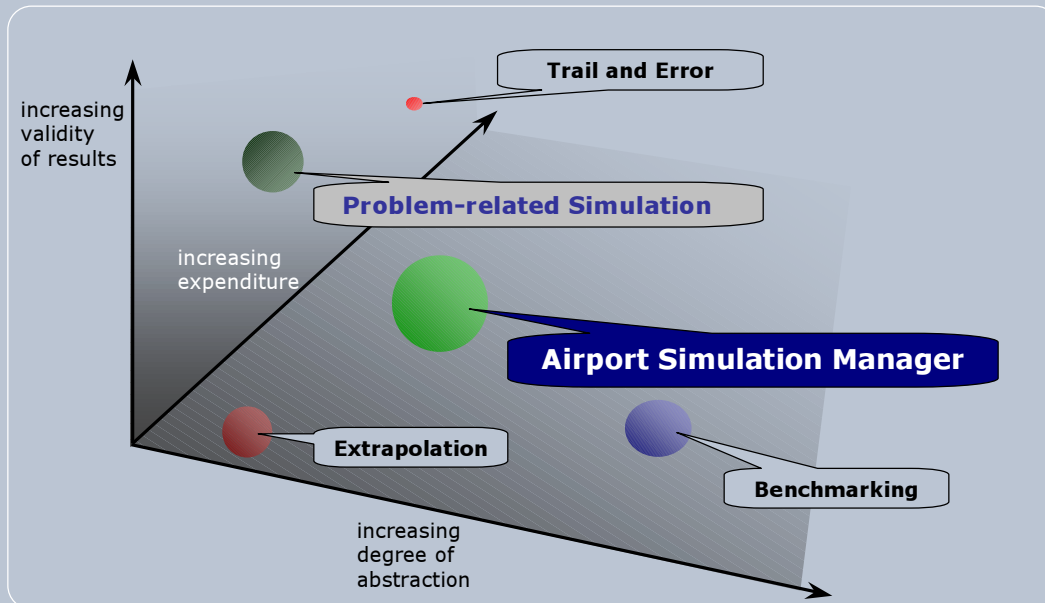 Trail and Error
increasing
validity
of results
Problem-related Simulation
increasing
expenditure
Airport Simulation Manager
Extrapolation
Benchmarking
increasing
degree of
abstraction